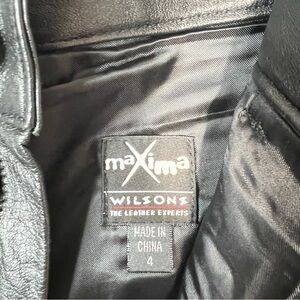 maXima
WILSONS
THE LEATHER EXPERTS
MADE IN
CHINA
4